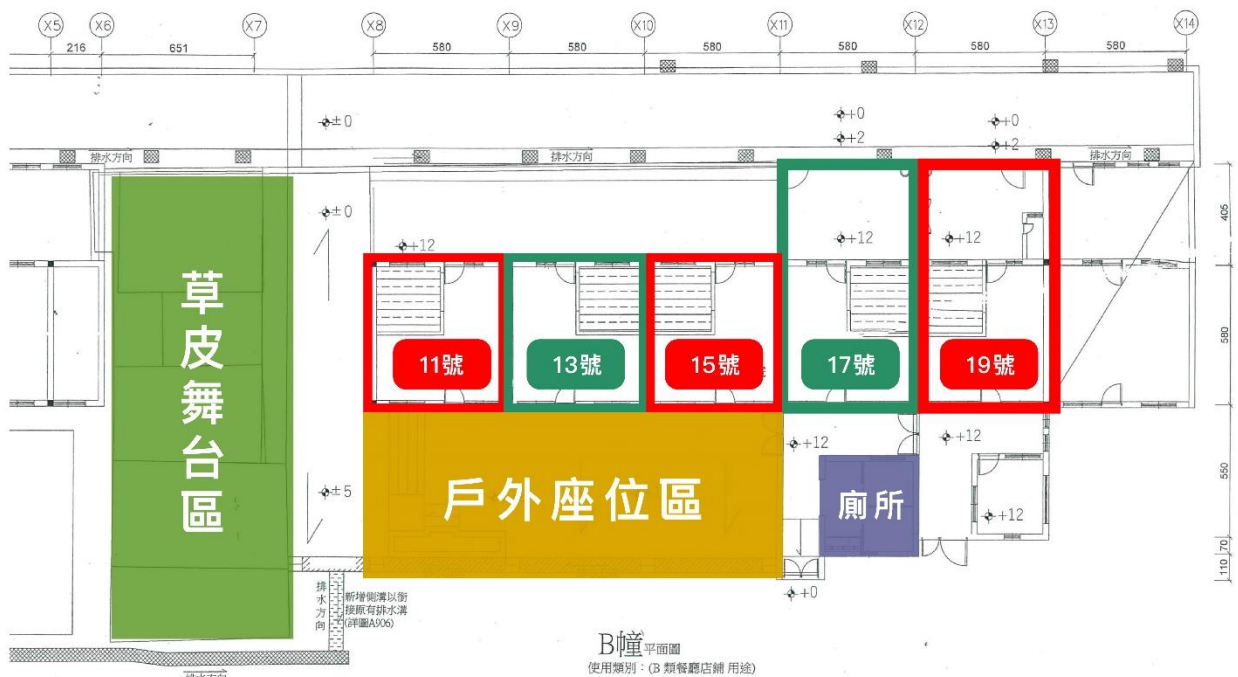 X5 X6 X7 X8 X9 X10 X11 X12 X13 X14
216 651 580 580 580 580 580 580
±0
+0 +0
+2 +2
排水方向 排水方向 排水方向
±0
405
+12 +12 +12
草皮舞台區
580
11號 13號 15號 17號 19號
+12 +12
戶外座位區
廁所
550
±5
+12
70
110
+0
排水方向
新增側溝以銜
接原有排水溝
(詳圖A906)
B幢 平面圖
使用類別：(B 類餐廳店鋪 用途)
排水方向